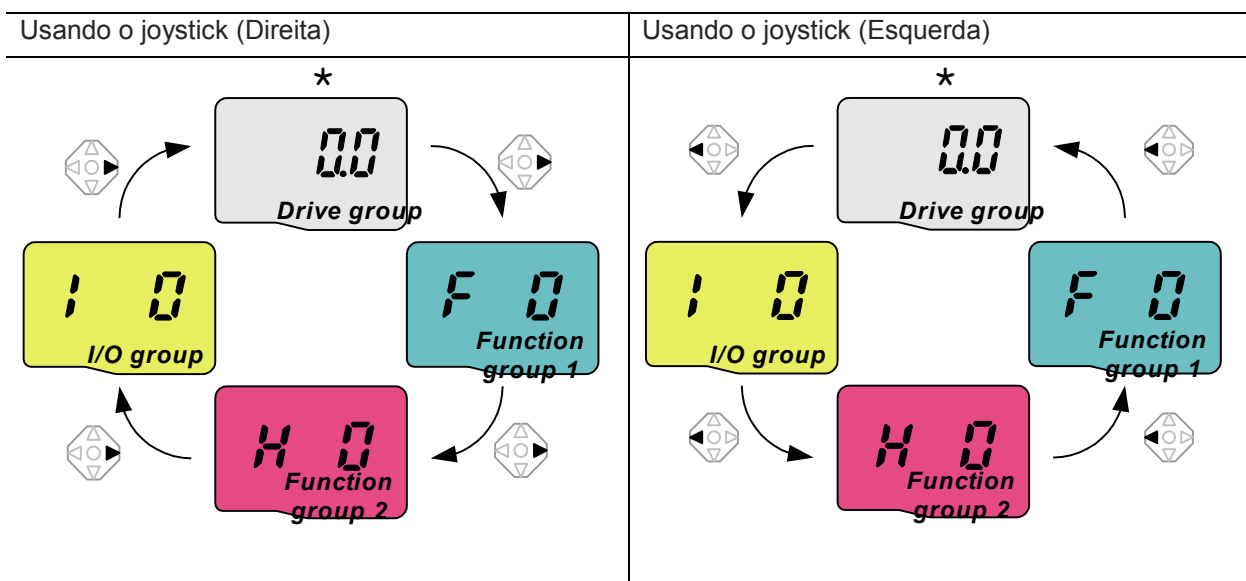 Usando o joystick (Direita)
*
0.0
Drive group
I 0
I/O group
F 0
Function
group 1
H 0
Function
group 2
Usando o joystick (Esquerda)
*
0.0
Drive group
I 0
I/O group
F 0
Function
group 1
H 0
Function
group 2